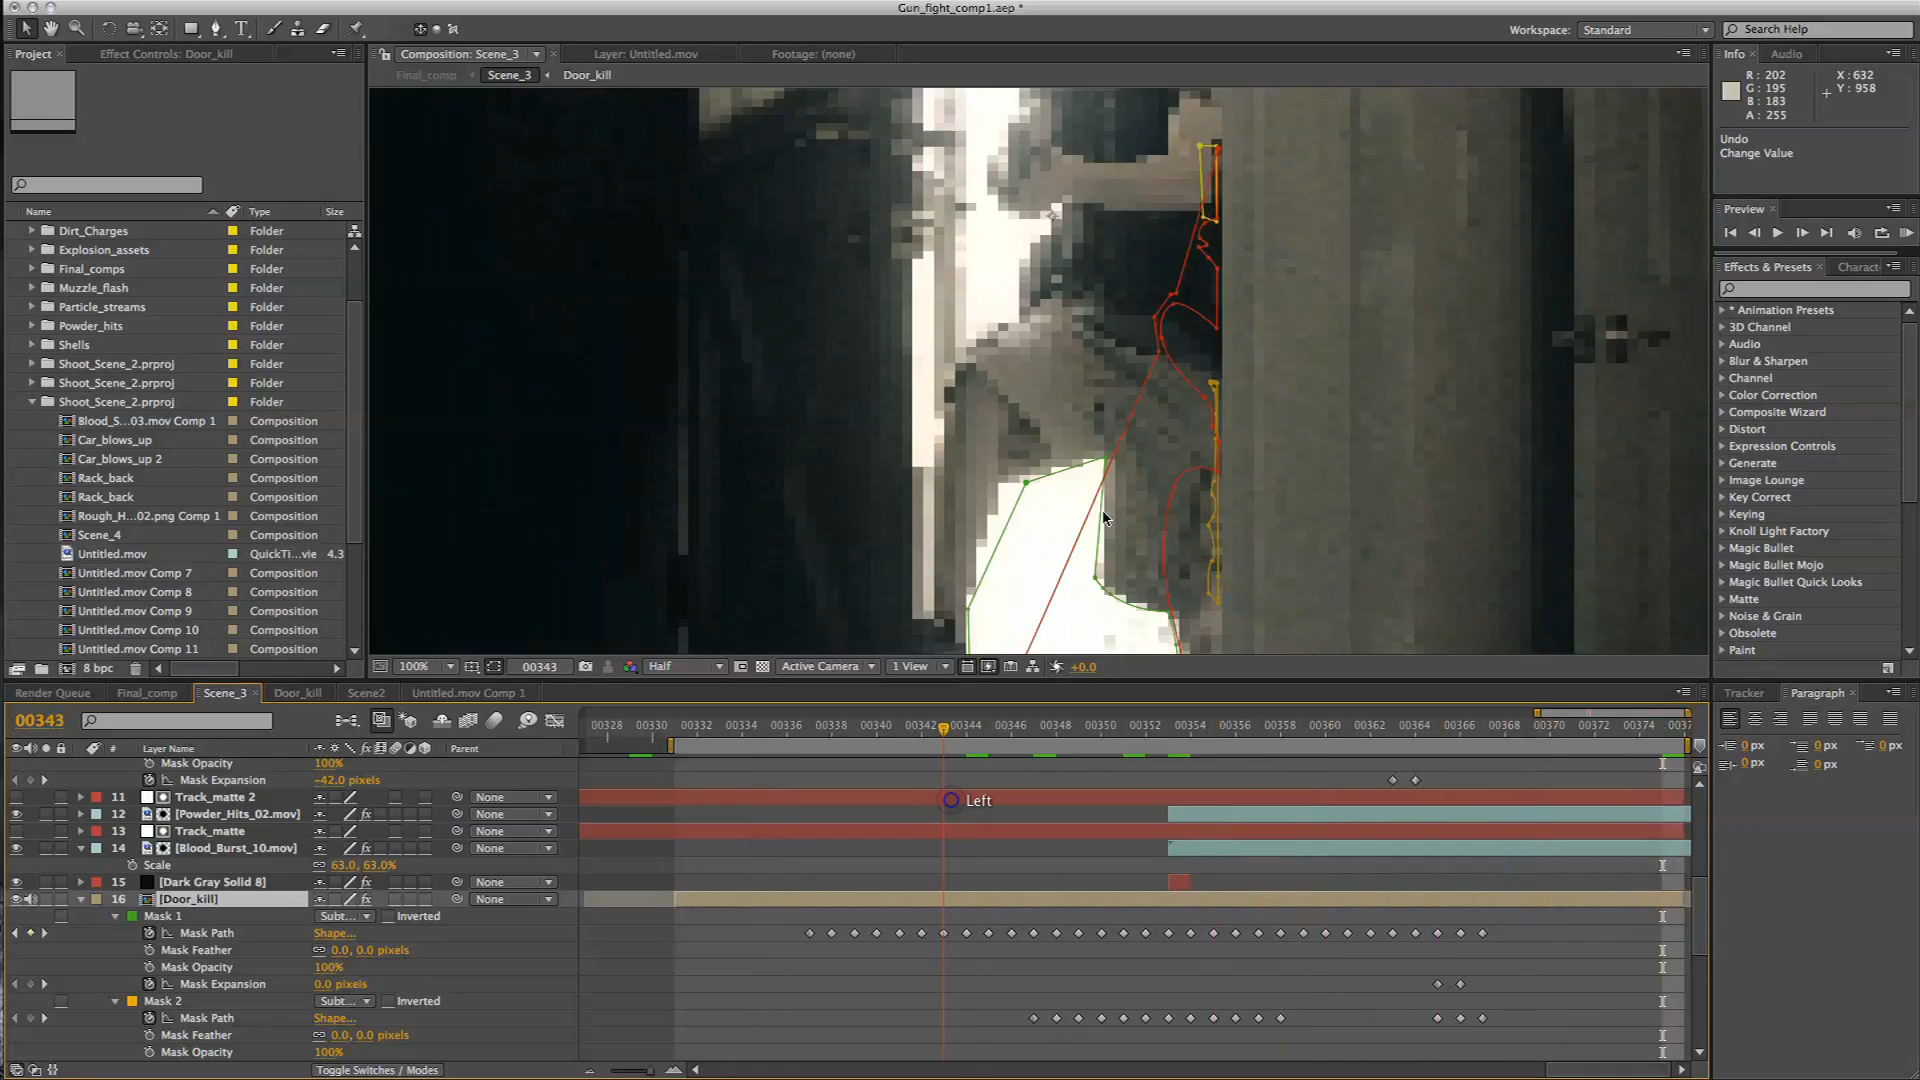 Gun_fight_comp1.aep *
Workspace: Standard
Search Help
Project
Effect Controls: Door_kill
Composition: Scene_3
Layer: Untitled.mov
Footage: (none)
Final_comp
Scene_3
Door_kill
Info
Audio
R: 202
G: 195
B: 183
A: 255
X: 632
Y: 958
Undo
Change Value
Preview
Effects & Presets
Charact
* Animation Presets
3D Channel
Audio
Blur & Sharpen
Channel
Color Correction
Composite Wizard
Distort
Expression Controls
Generate
Image Lounge
Key Correct
Keying
Knoll Light Factory
Magic Bullet
Magic Bullet Mojo
Magic Bullet Quick Looks
Matte
Noise & Grain
Obsolete
Paint
Name Type Size
Dirt_Charges Folder
Explosion_assets Folder
Final_comps Folder
Muzzle_flash Folder
Particle_streams Folder
Powder_hits Folder
Shells Folder
Shoot_Scene_2.prproj Folder
Shoot_Scene_2.prproj Folder
Shoot_Scene_2.prproj Folder
Blood_S...03.mov Comp 1 Composition
Car_blows_up Composition
Car_blows_up 2 Composition
Rack_back Composition
Rack_back Composition
Rough_H...02.png Comp 1 Composition
Scene_4 Composition
Untitled.mov QuickTi...vie 4.3
Untitled.mov Comp 7 Composition
Untitled.mov Comp 8 Composition
Untitled.mov Comp 9 Composition
Untitled.mov Comp 10 Composition
Untitled.mov Comp 11 Composition
8 bpc
100% 00343 Half Active Camera 1 View +0.0
Render Queue Final_comp Scene_3 Door_kill Scene2 Untitled.mov Comp 1
Tracker Paragraph
0 px 0 px 0 px
0 px 0 px
00343
00328 00330 00332 00334 00336 00338 00340 00342 00344 00346 00348 00350 00352 00354 00356 00358 00360 00362 00364 00366 00368 00370 00372 00374 0037
# Layer Name Parent
Mask Opacity 100%
Mask Expansion -42.0 pixels
11 Track_matte 2 None
Left
12 [Powder_Hits_02.mov] None
13 Track_matte None
14 [Blood_Burst_10.mov] None
Scale 63.0, 63.0%
15 [Dark Gray Solid 8] None
16 [Door_kill] None
Mask 1 Subt... Inverted
Mask Path Shape...
Mask Feather 0.0, 0.0 pixels
Mask Opacity 100%
Mask Expansion 0.0 pixels
Mask 2 Subt... Inverted
Mask Path Shape...
Mask Feather 0.0, 0.0 pixels
Mask Opacity 100%
Toggle Switches / Modes